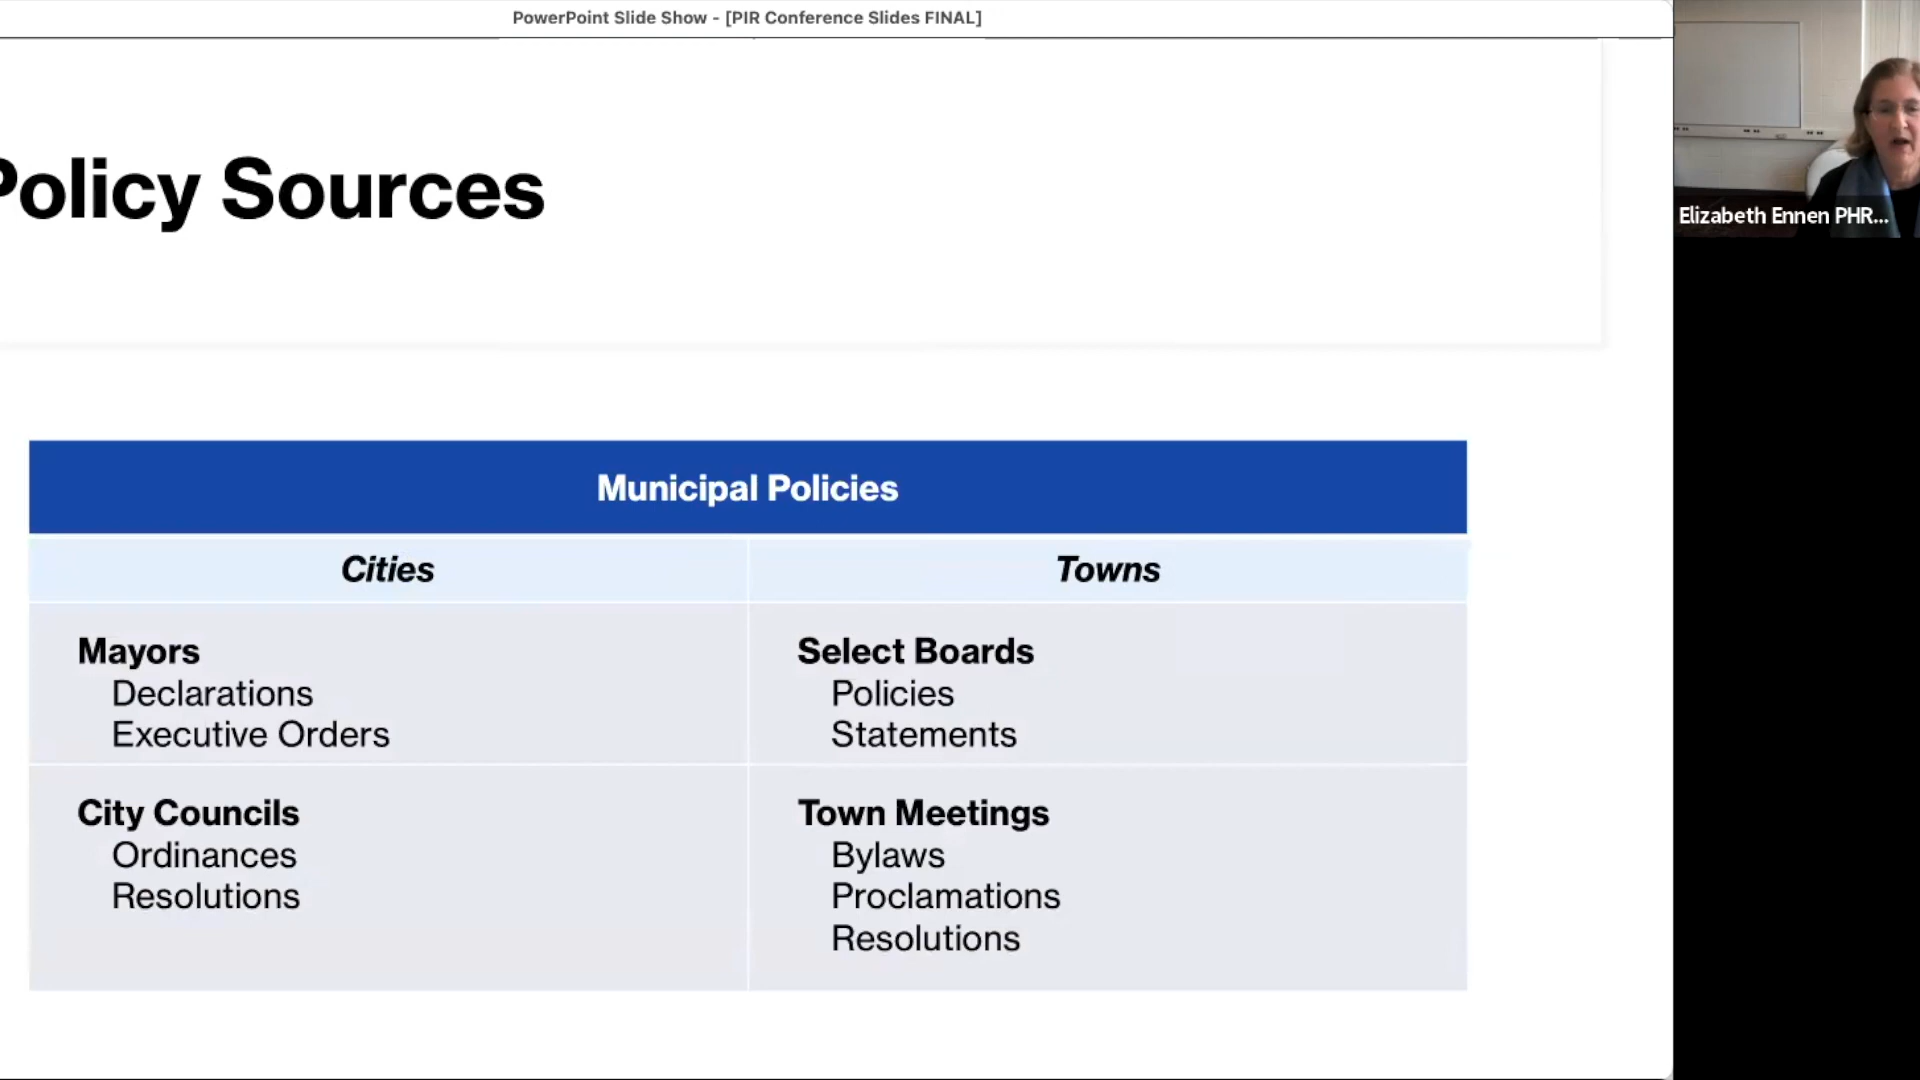 PowerPoint Slide Show - [PIR Conference Slides FINAL]
Policy Sources
Elizabeth Ennen PHR...
Municipal Policies
Cities
Towns
Mayors
Declarations
Executive Orders
Select Boards
Policies
Statements
City Councils
Ordinances
Resolutions
Town Meetings
Bylaws
Proclamations
Resolutions